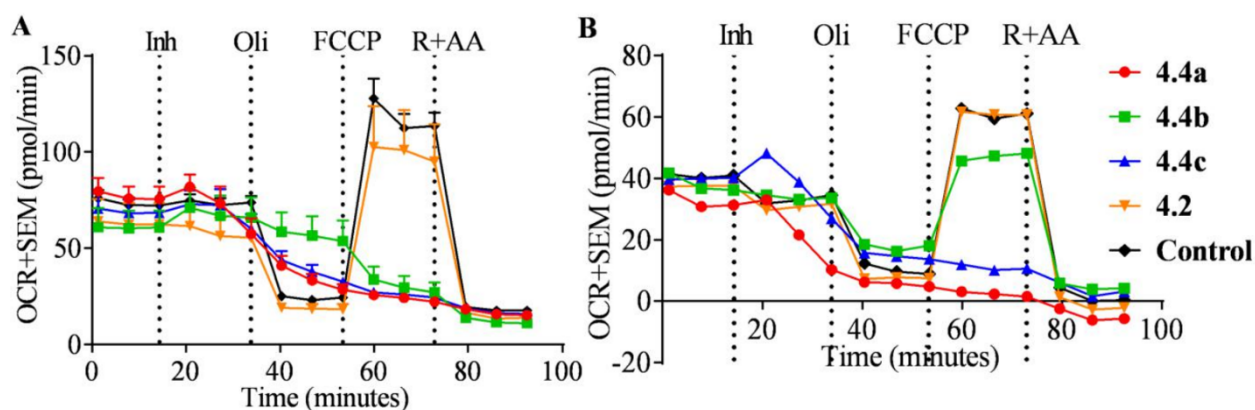 A
Inh
Oli
FCCP
R+AA
OCR+SEM (pmol/min)
150
100
50
0
0
20
40
60
80
100
Time (minutes)
B
Inh
Oli
FCCP
R+AA
OCR+SEM (pmol/min)
80
60
40
20
0
-20
20
40
60
80
100
Time (minutes)
4.4a
4.4b
4.4c
4.2
Control